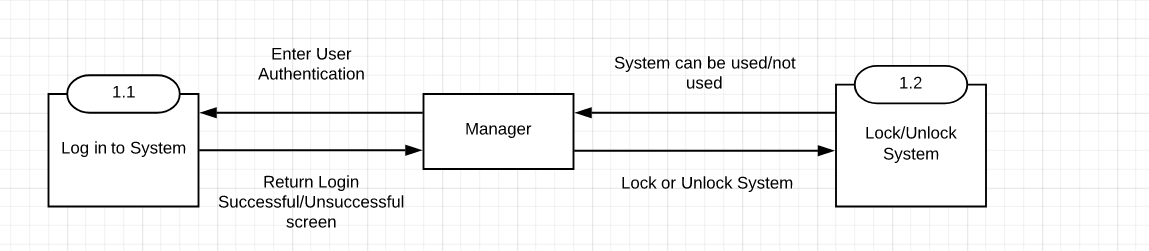 Enter User
Authentication
1.1
Log in to System
Return Login
Successful/Unsuccessful
screen
Manager
System can be used/not
used
Lock or Unlock System
1.2
Lock/Unlock
System